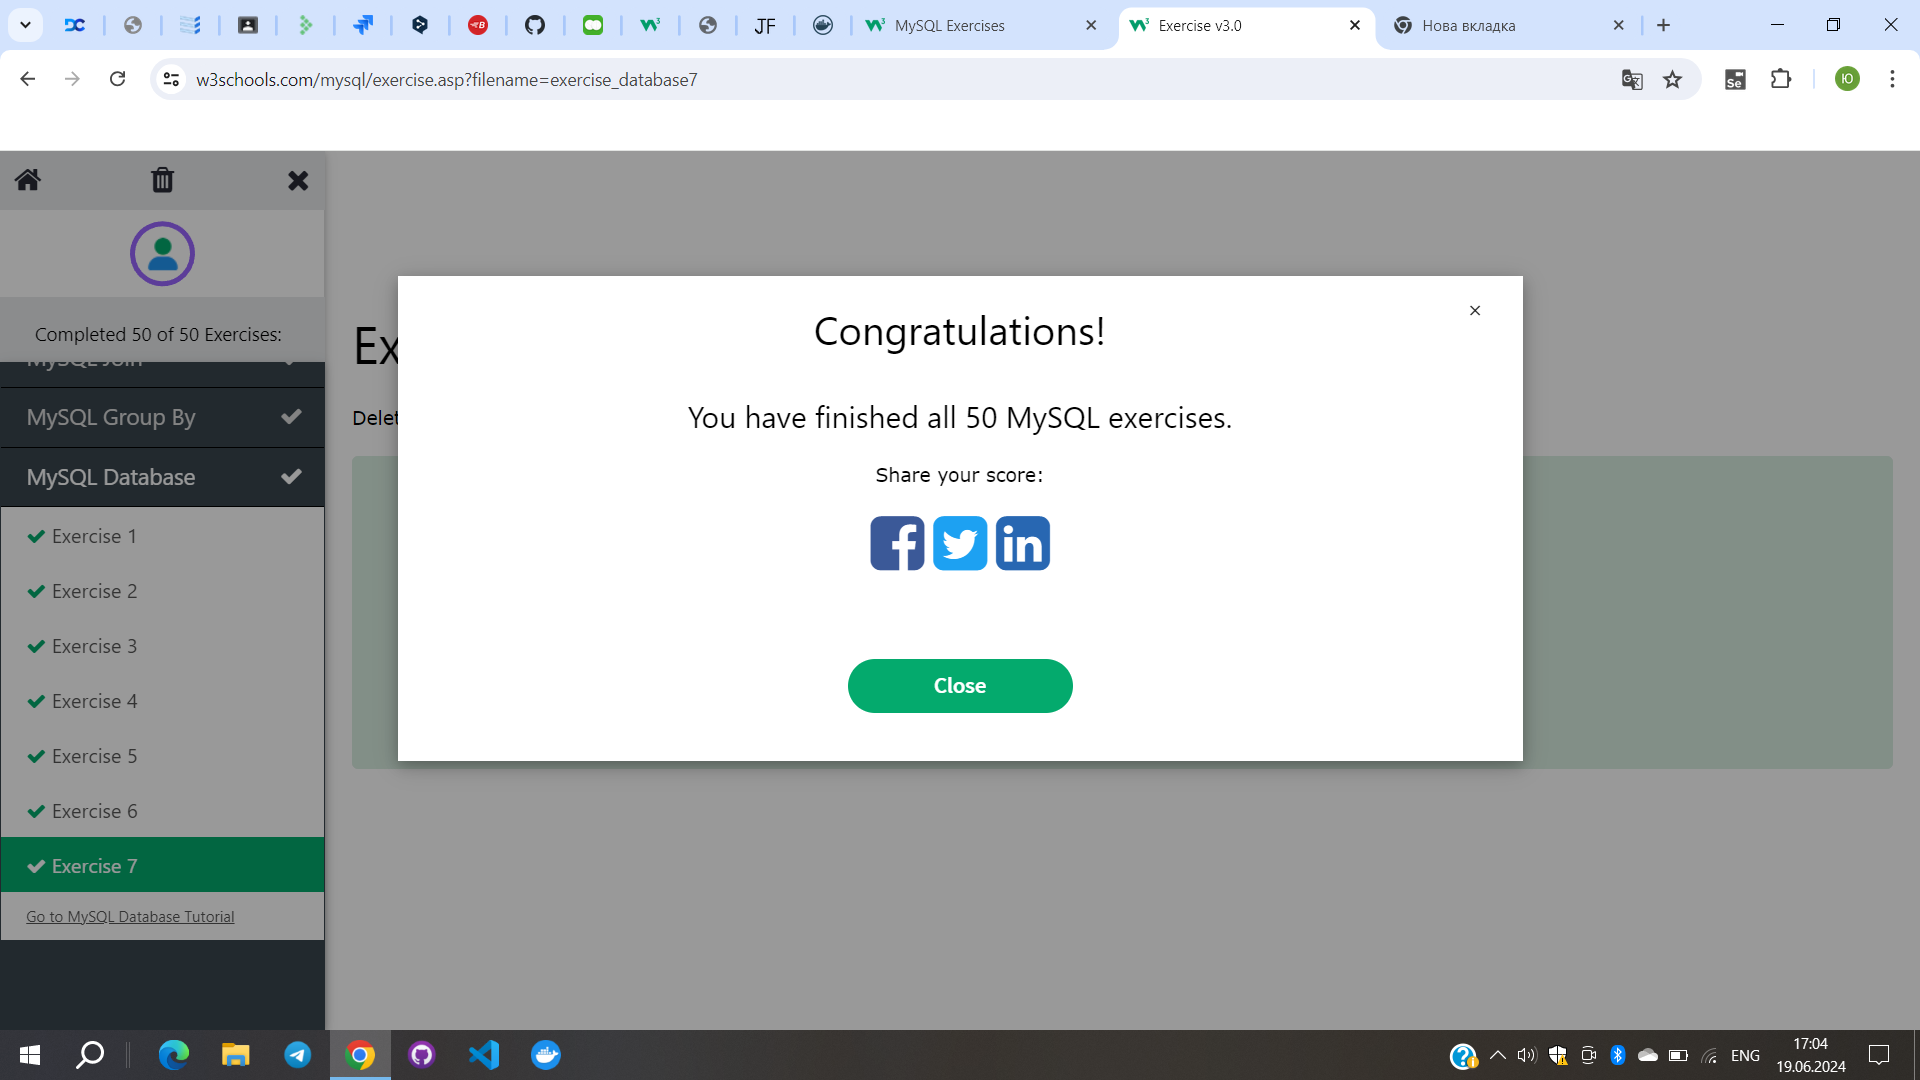 MySQL Exercises
Exercise v3.0
Нова вкладка
w3schools.com/mysql/exercise.asp?filename=exercise_database7
Ю
Completed 50 of 50 Exercises:
MySQL Join
MySQL Group By
MySQL Database
Exercise 1
Exercise 2
Exercise 3
Exercise 4
Exercise 5
Exercise 6
Exercise 7
Go to MySQL Database Tutorial
Ex
Delet
×
Congratulations!
You have finished all 50 MySQL exercises.
Share your score:
Close
ENG
17:04
19.06.2024